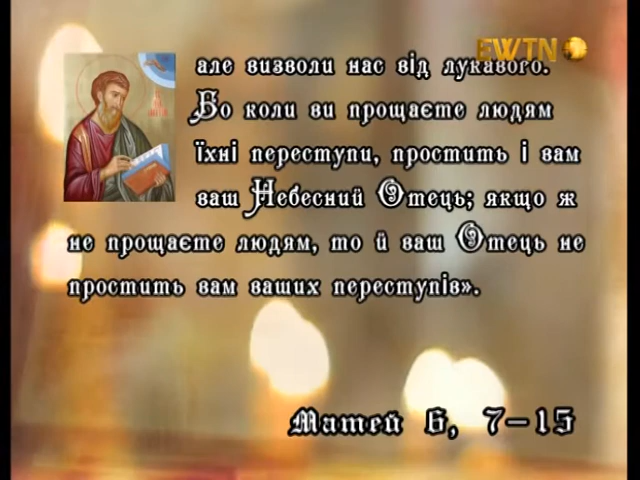 EWTN
але визволи нас від лукавого.
Бо коли ви прощаєте людям
їхні переступи, простить і вам
ваш Небесний Отець; якщо ж
не прощаєте людям, то й ваш Отець не
простить вам ваших переступів».
Матей 6, 7-15